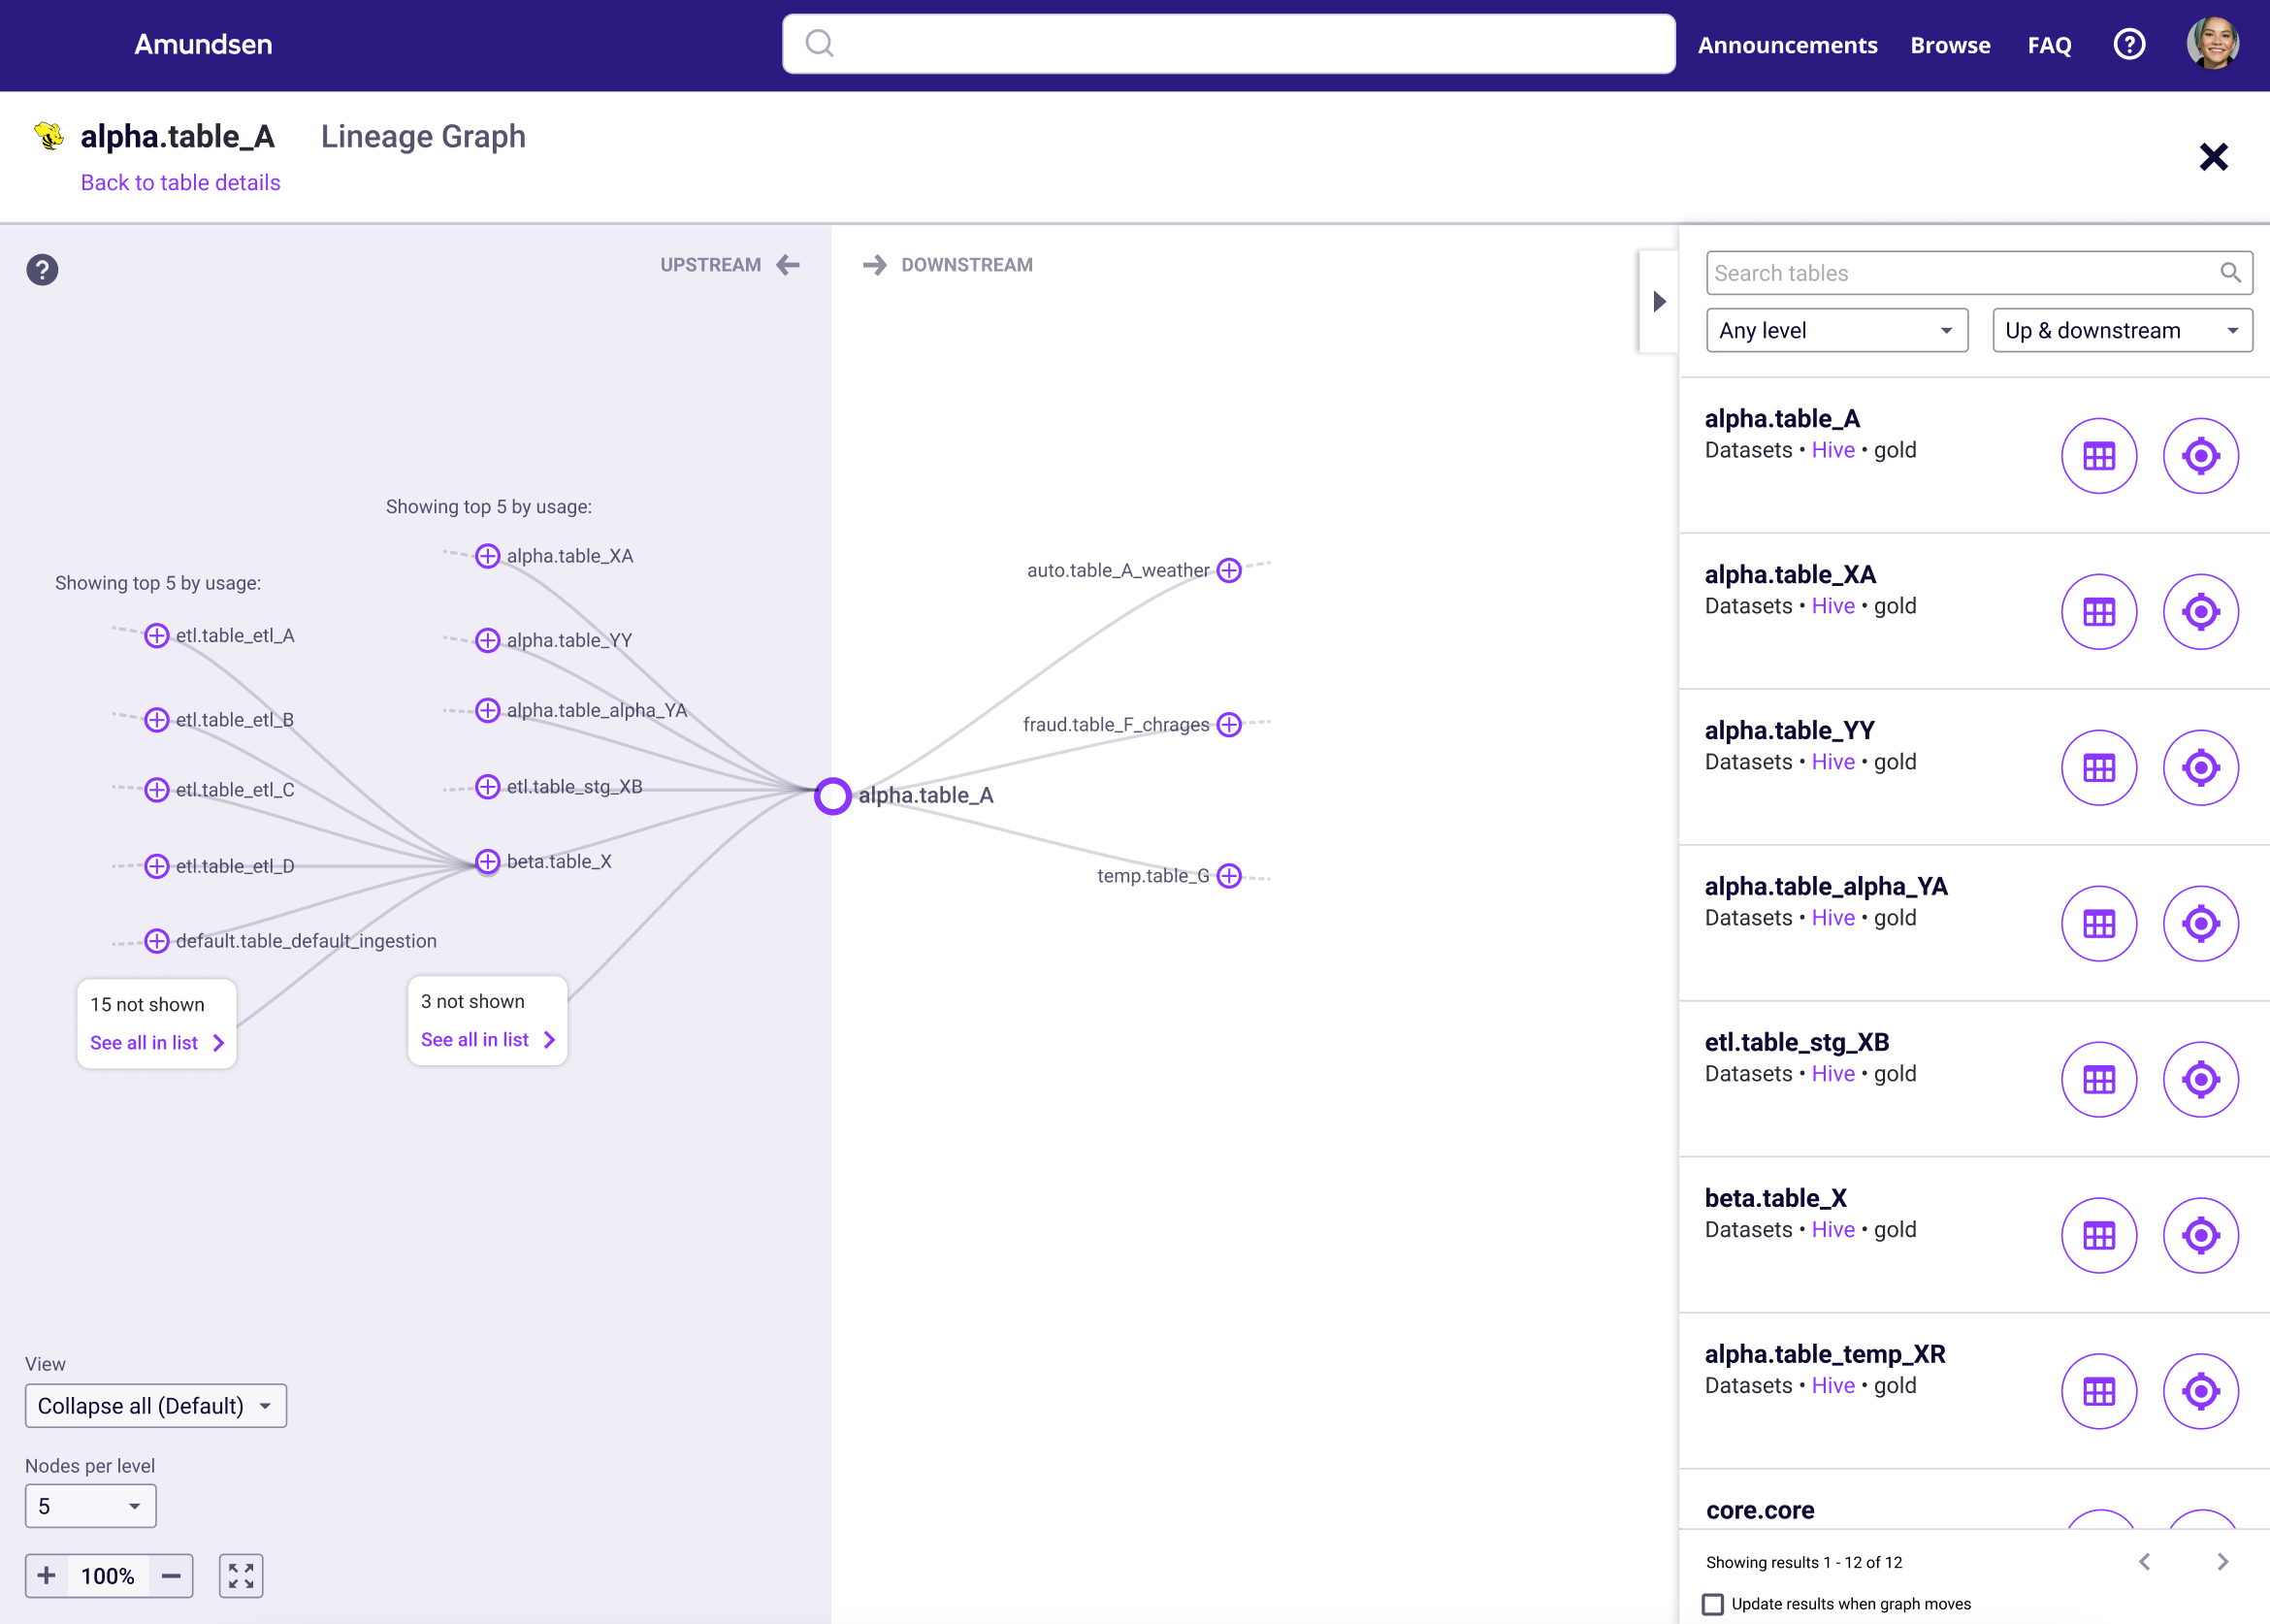 Amundsen
Announcements
Browse
FAQ
?
alpha.table_A
Lineage Graph
Back to table details
?
UPSTREAM
DOWNSTREAM
Showing top 5 by usage:
alpha.table_XA
alpha.table_YY
alpha.table_alpha_YA
etl.table_stg_XB
beta.table_X
3 not shown
See all in list
Showing top 5 by usage:
etl.table_etl_A
etl.table_etl_B
etl.table_etl_C
etl.table_etl_D
default.table_default_ingestion
15 not shown
See all in list
alpha.table_A
auto.table_A_weather
fraud.table_F_chrages
temp.table_G
View
Collapse all (Default)
Nodes per level
5
+ 100% −
Search tables
Any level
Up & downstream
alpha.table_A
Datasets • Hive • gold
alpha.table_XA
Datasets • Hive • gold
alpha.table_YY
Datasets • Hive • gold
alpha.table_alpha_YA
Datasets • Hive • gold
etl.table_stg_XB
Datasets • Hive • gold
beta.table_X
Datasets • Hive • gold
alpha.table_temp_XR
Datasets • Hive • gold
core.core
Showing results 1 - 12 of 12
Update results when graph moves